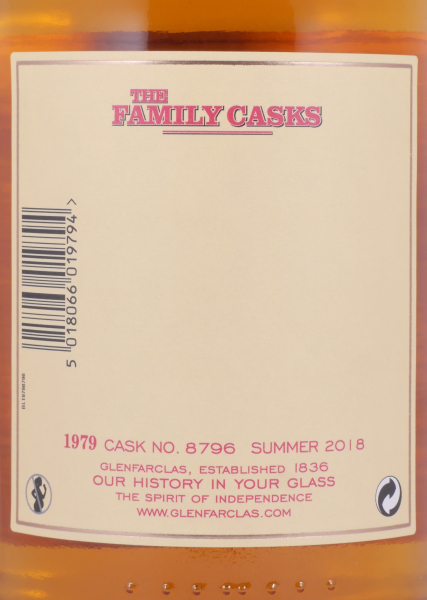 THE
FAMILY CASKS
5 018066 019794 >
1979 CASK NO. 8796 SUMMER 2018
GLENFARCLAS, ESTABLISHED 1836
OUR HISTORY IN YOUR GLASS
THE SPIRIT OF INDEPENDENCE
WWW.GLENFARCLAS.COM